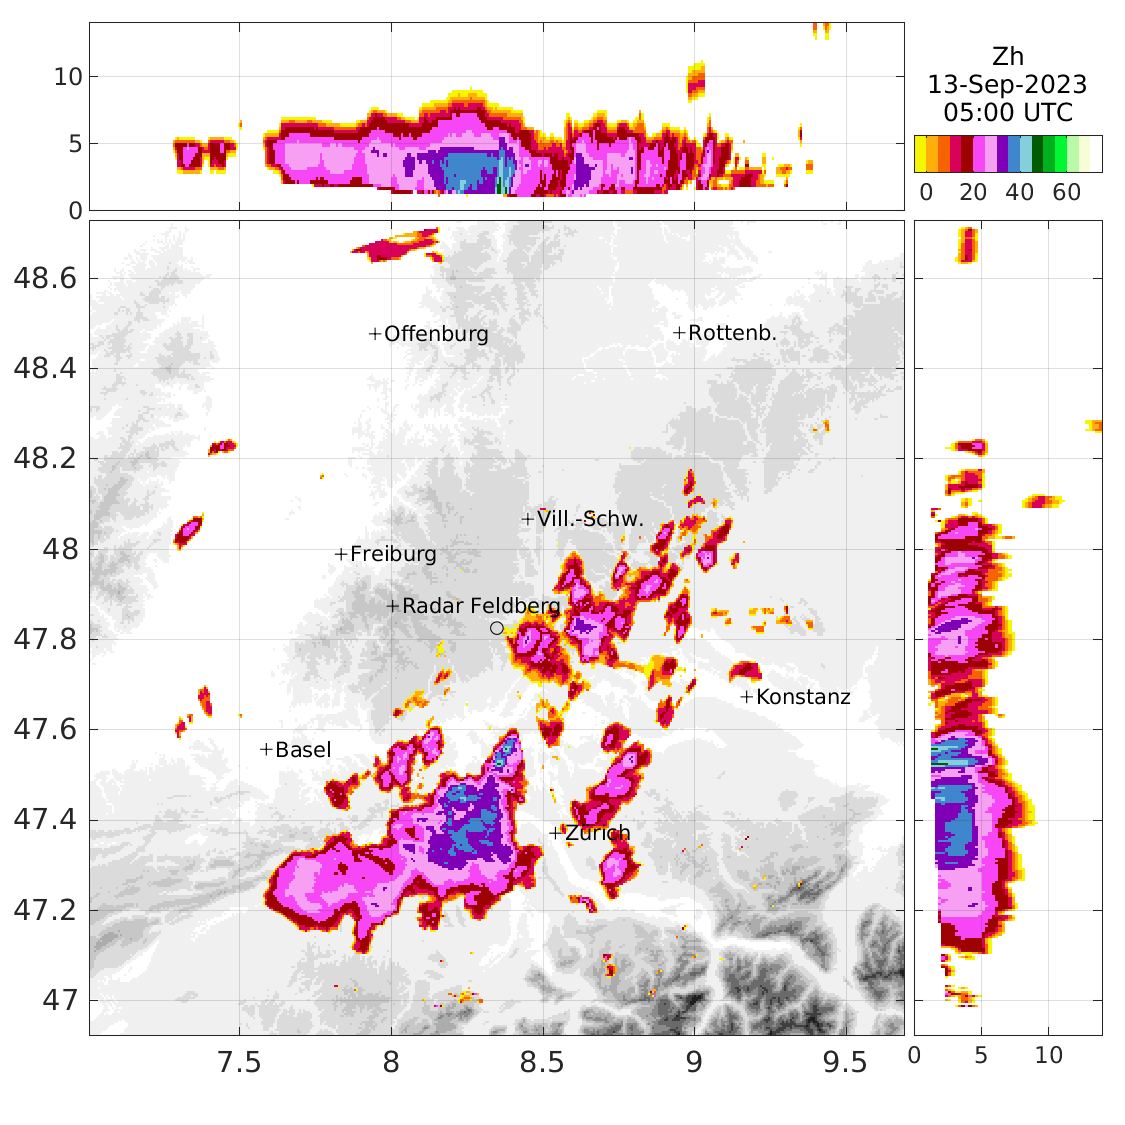 Zh
13-Sep-2023
05:00 UTC
0 20 40 60
10
5
0
48.6
48.4
48.2
48
47.8
47.6
47.4
47.2
47
+Offenburg
+Rottenb.
+Vill.-Schw.
+Freiburg
+Radar Feldberg
+Konstanz
+Basel
+Zürich
7.5 8 8.5 9 9.5
0 5 10